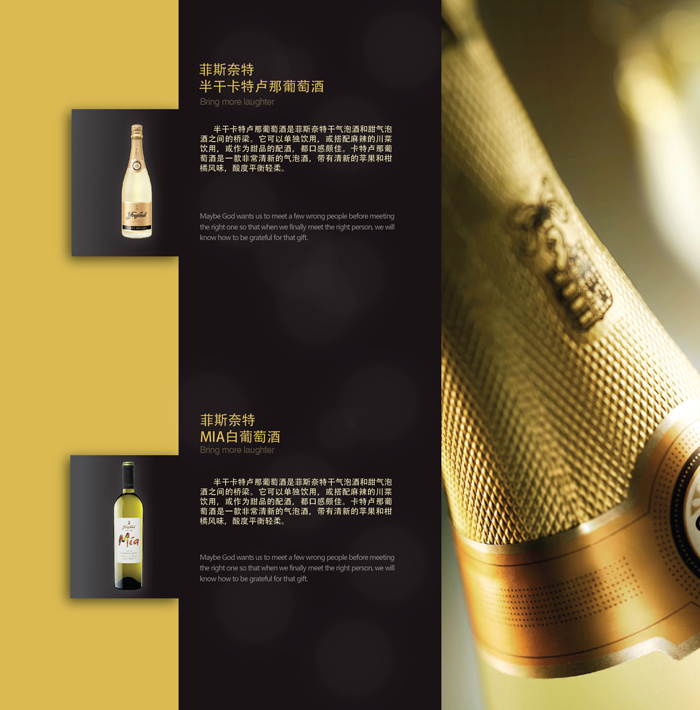 菲斯奈特
半干卡特卢那葡萄酒
Bring more laughter
半干卡特卢那葡萄酒是菲斯奈特干气泡酒和甜气泡
酒之间的桥梁。它可以单独饮用，或搭配麻辣的川菜
饮用，或作为甜品的配酒，都口感颇佳。卡特卢那葡
萄酒是一款非常清新的气泡酒，带有清新的苹果和柑
橘风味，酸度平衡轻柔。
Maybe God wants us to meet a few wrong people before meeting
the right one so that when we finally meet the right person, we will
know how to be grateful for that gift.
Freixenet
菲斯奈特
MIA白葡萄酒
Bring more laughter
半干卡特卢那葡萄酒是菲斯奈特干气泡酒和甜气泡
酒之间的桥梁。它可以单独饮用，或搭配麻辣的川菜
饮用，或作为甜品的配酒，都口感颇佳。卡特卢那葡
萄酒是一款非常清新的气泡酒，带有清新的苹果和柑
橘风味，酸度平衡轻柔。
Maybe God wants us to meet a few wrong people before meeting
the right one so that when we finally meet the right person, we will
know how to be grateful for that gift.
Freixenet
Mía